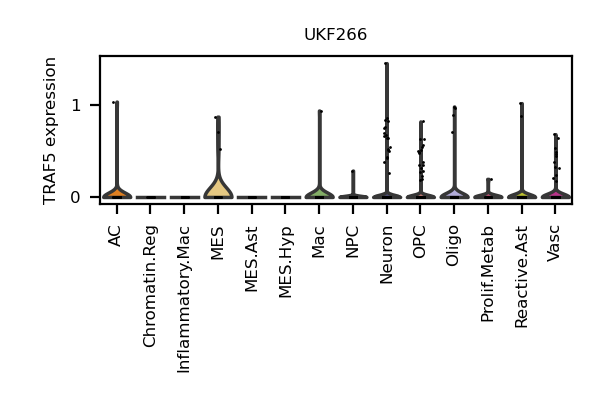 UKF266
TRAF5 expression
1
0
AC
Chromatin.Reg
Inflammatory.Mac
MES
MES.Ast
MES.Hyp
Mac
NPC
Neuron
OPC
Oligo
Prolif.Metab
Reactive.Ast
Vasc